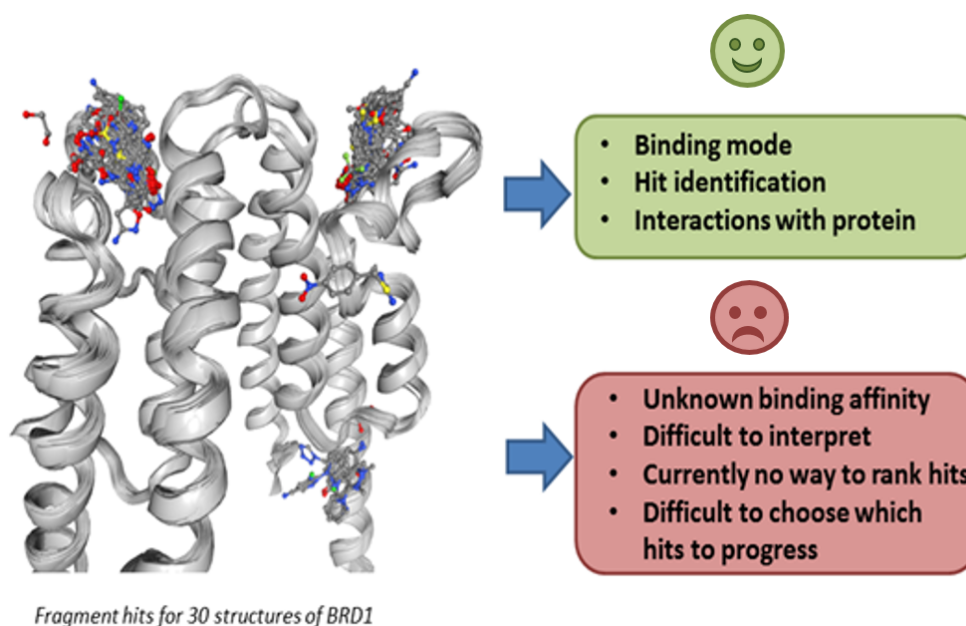 • Binding mode
• Hit identification
• Interactions with protein
• Unknown binding affinity
• Difficult to interpret
• Currently no way to rank hits
• Difficult to choose which
hits to progress
Fragment hits for 30 structures of BRD1